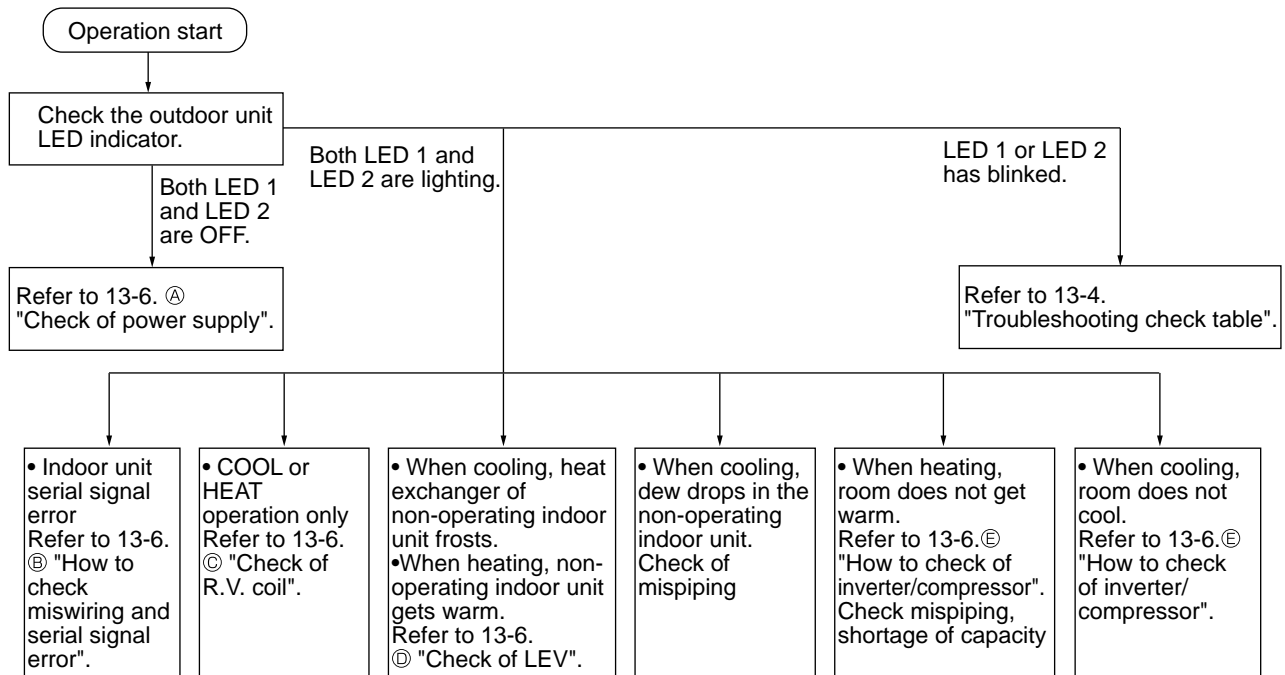 Operation start
Check the outdoor unit
LED indicator.
Both LED 1
and LED 2
are OFF.
Both LED 1 and
LED 2 are lighting.
LED 1 or LED 2
has blinked.
Refer to 13-6. Ⓐ
"Check of power supply".
Refer to 13-4.
"Troubleshooting check table".
• Indoor unit
serial signal
error
Refer to 13-6.
Ⓑ "How to
check
miswiring and
serial signal
error".
• COOL or
HEAT
operation only
Refer to 13-6.
Ⓒ "Check of
R.V. coil".
• When cooling, heat
exchanger of
non-operating indoor
unit frosts.
•When heating, non-
operating indoor unit
gets warm.
Refer to 13-6.
Ⓓ "Check of LEV".
• When cooling,
dew drops in the
non-operating
indoor unit.
Check of
mispiping
• When heating,
room does not get
warm.
Refer to 13-6.Ⓔ
"How to check of
inverter/compressor".
Check mispiping,
shortage of capacity
• When cooling,
room does not
cool.
Refer to 13-6.Ⓔ
"How to check
of inverter/
compressor".